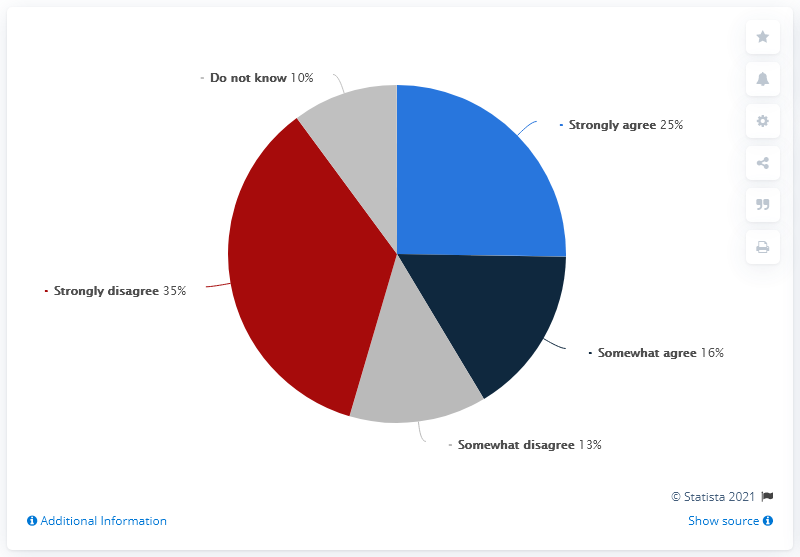 - Do not know 10%
- Strongly agree 25%
- Strongly disagree 35%
- Somewhat agree 16%
- Somewhat disagree 13%
© Statista 2021
Additional Information
Show source